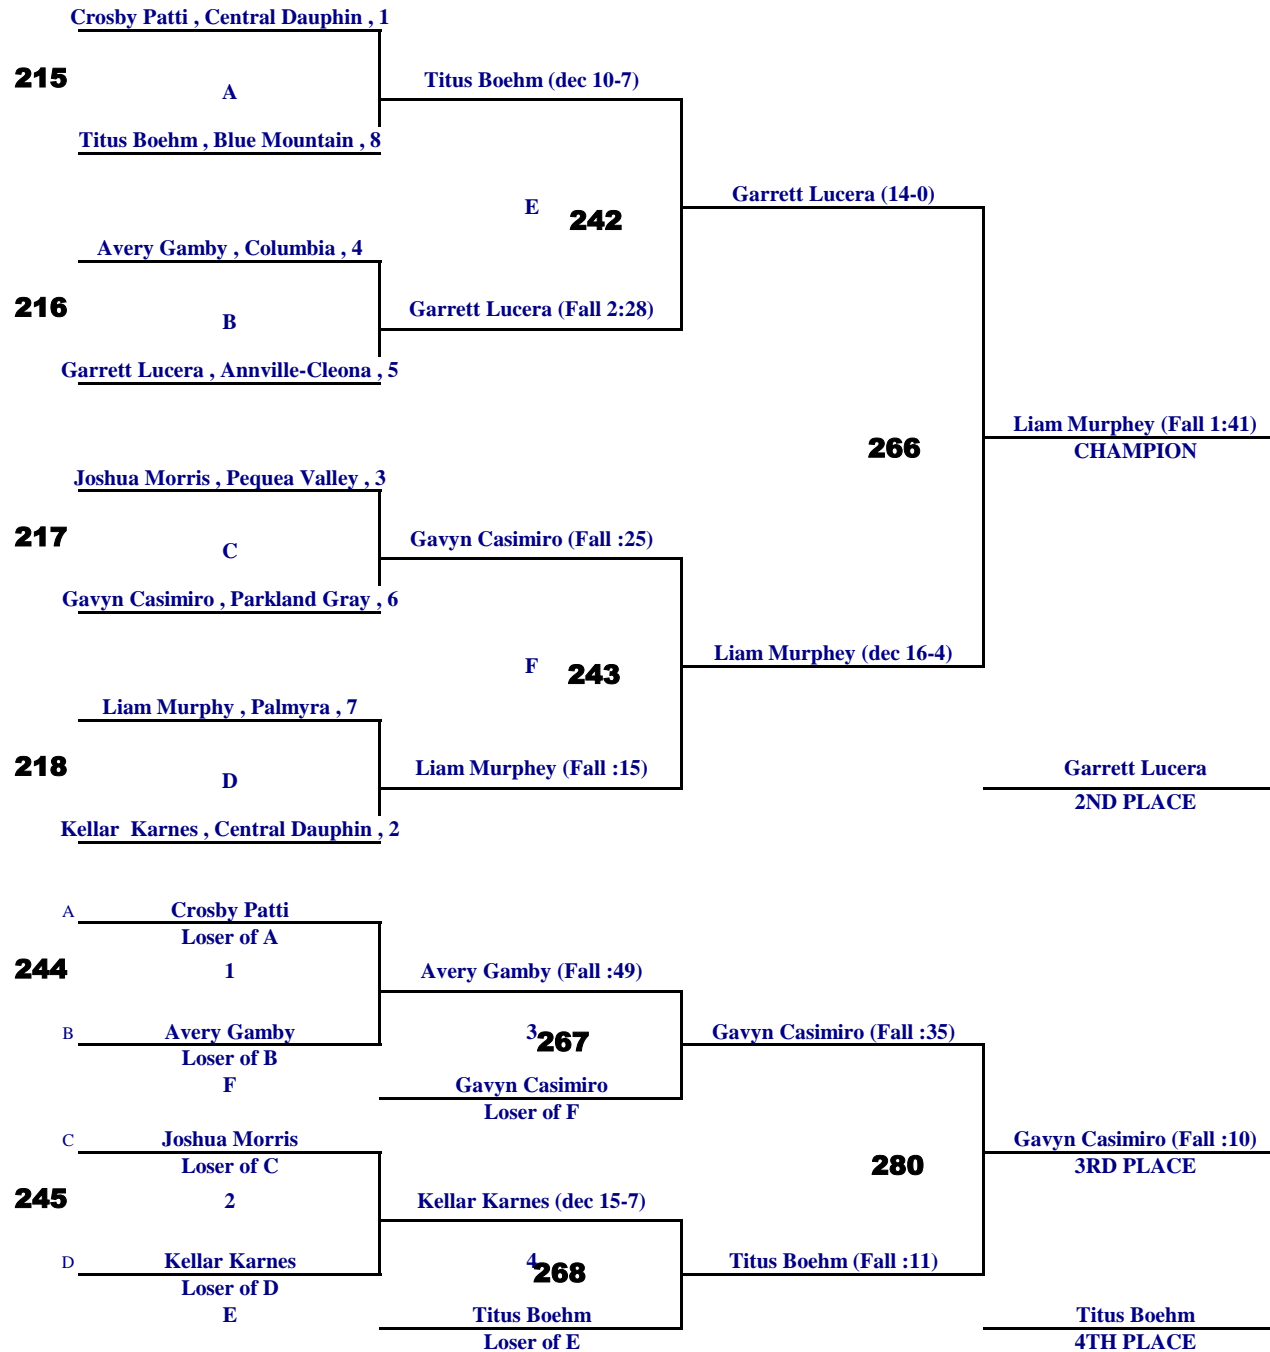 Crosby Patti , Central Dauphin , 1
215
A
Titus Boehm (dec 10-7)
Titus Boehm , Blue Mountain , 8
E
242
Garrett Lucera (14-0)
Avery Gamby , Columbia , 4
216
B
Garrett Lucera (Fall 2:28)
Garrett Lucera , Annville-Cleona , 5
266
Liam Murphey (Fall 1:41)
CHAMPION
Joshua Morris , Pequea Valley , 3
217
C
Gavyn Casimiro (Fall :25)
Gavyn Casimiro , Parkland Gray , 6
F
243
Liam Murphey (dec 16-4)
Liam Murphy , Palmyra , 7
218
D
Liam Murphey (Fall :15)
Garrett Lucera
2ND PLACE
Kellar  Karnes , Central Dauphin , 2
A
Crosby Patti
Loser of A
244
1
Avery Gamby (Fall :49)
B
Avery Gamby
Loser of B
3
267
Gavyn Casimiro (Fall :35)
F
Gavyn Casimiro
Loser of F
C
Joshua Morris
Loser of C
280
Gavyn Casimiro (Fall :10)
3RD PLACE
245
2
Kellar Karnes (dec 15-7)
D
Kellar Karnes
Loser of D
4
268
Titus Boehm (Fall :11)
E
Titus Boehm
Loser of E
Titus Boehm
4TH PLACE